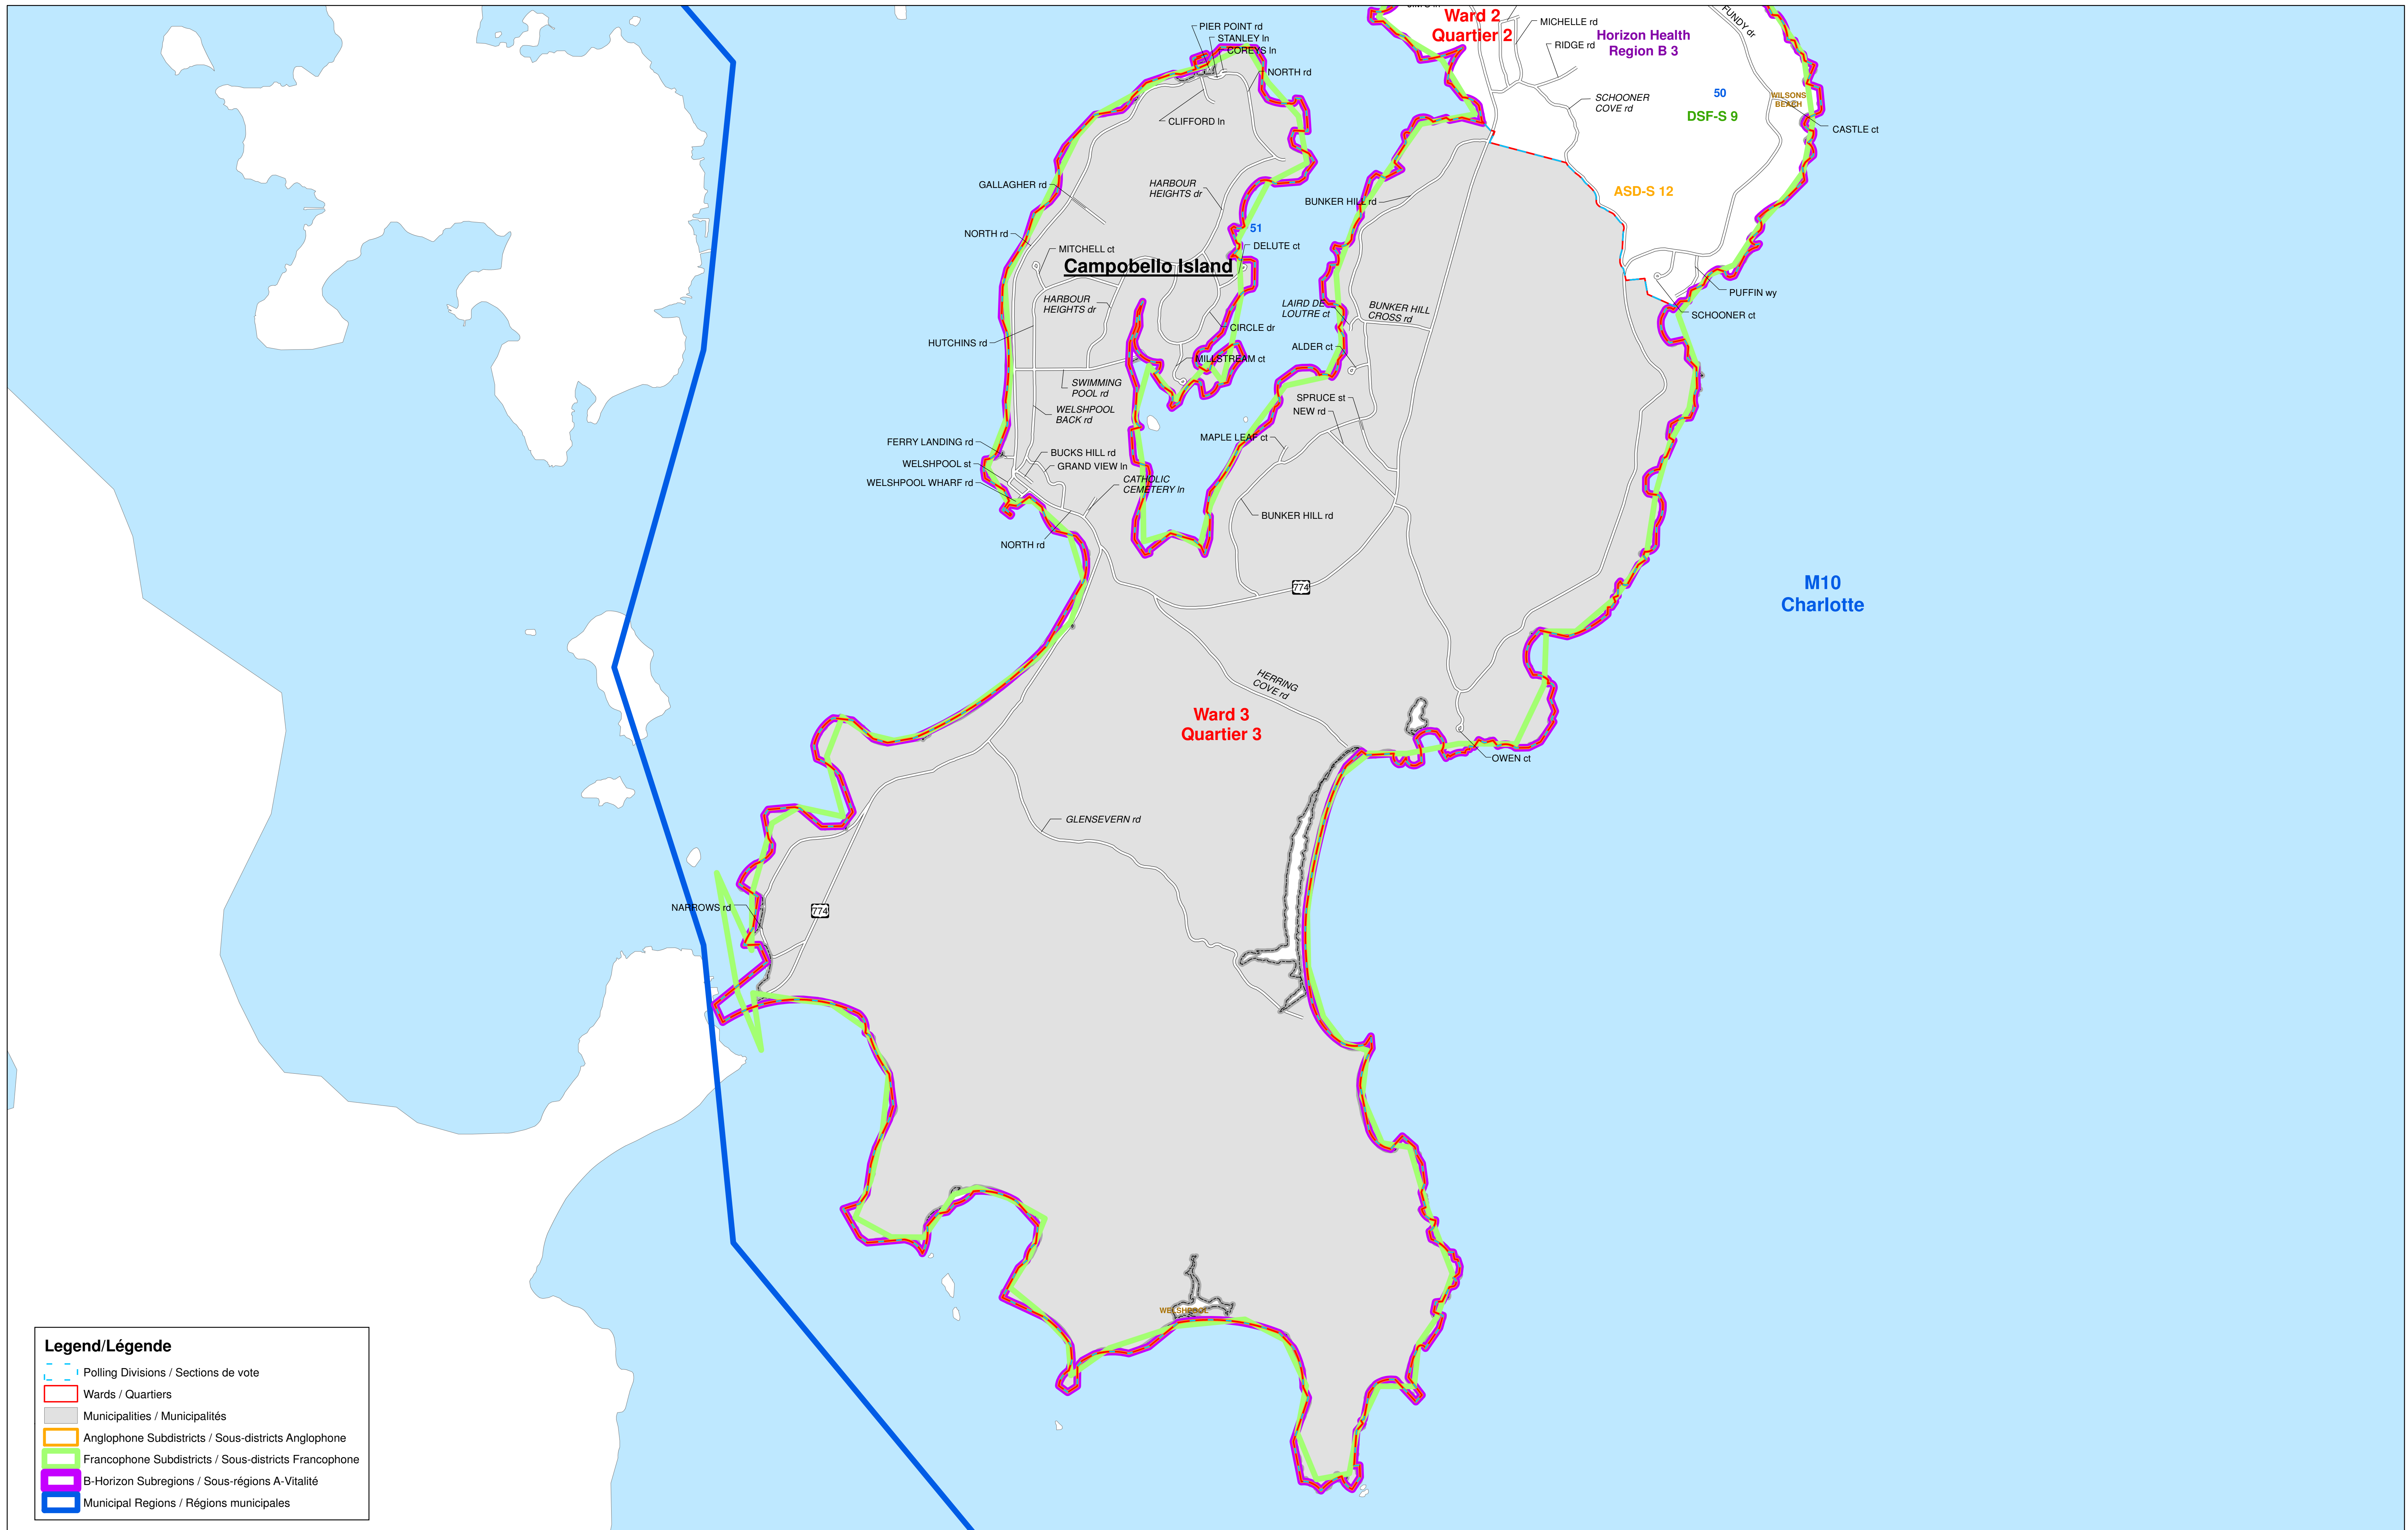 Ward 2
Quartier 2
MICHELLE rd
RIDGE rd
Horizon Health
Region B 3
FUNDY dr
PIER POINT rd
STANLEY ln
COREYS ln
NORTH rd
CLIFFORD ln
SCHOONER
COVE rd
50
DSF-S 9
WILSONS
BEACH
CASTLE ct
ASD-S 12
GALLAGHER rd
HARBOUR
HEIGHTS dr
BUNKER HILL rd
NORTH rd
51
DELUTE ct
MITCHELL ct
Campobello Island
HARBOUR
HEIGHTS dr
LAIRD DE
LOUTRE ct
BUNKER HILL
CROSS rd
PUFFIN wy
SCHOONER ct
CIRCLE dr
HUTCHINS rd
ALDER ct
MILLSTREAM ct
SWIMMING
POOL rd
WELSHPOOL
BACK rd
SPRUCE st
NEW rd
MAPLE LEAF ct
FERRY LANDING rd
BUCKS HILL rd
WELSHPOOL st
GRAND VIEW ln
WELSHPOOL WHARF rd
CATHOLIC
CEMETERY ln
BUNKER HILL rd
NORTH rd
774
M10
Charlotte
HERRING
COVE rd
Ward 3
Quartier 3
OWEN ct
GLENSEVERN rd
NARROWS rd
774
WELSHPOOL
Legend/Légende
Polling Divisions / Sections de vote
Wards / Quartiers
Municipalities / Municipalités
Anglophone Subdistricts / Sous-districts Anglophone
Francophone Subdistricts / Sous-districts Francophone
B-Horizon Subregions / Sous-régions A-Vitalité
Municipal Regions / Régions municipales